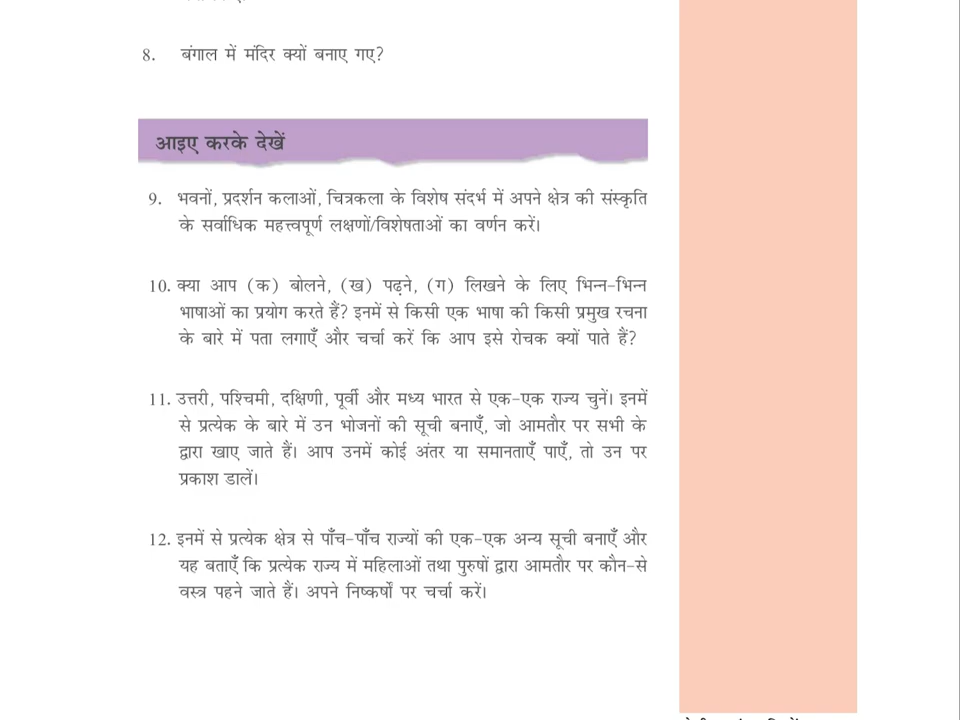 8. बंगाल में मंदिर क्यों बनाए गए?
आइए करके देखें
9. भवनों, प्रदर्शन कलाओं, चित्रकला के विशेष संदर्भ में अपने क्षेत्र की संस्कृति
के सर्वाधिक महत्त्वपूर्ण लक्षणों/विशेषताओं का वर्णन करें।
10. क्या आप (क) बोलने, (ख) पढ़ने, (ग) लिखने के लिए भिन्न-भिन्न
भाषाओं का प्रयोग करते हैं? इनमें से किसी एक भाषा की किसी प्रमुख रचना
के बारे में पता लगाएँ और चर्चा करें कि आप इसे रोचक क्यों पाते हैं?
11. उत्तरी, पश्चिमी, दक्षिणी, पूर्वी और मध्य भारत से एक-एक राज्य चुनें। इनमें
से प्रत्येक के बारे में उन भोजनों की सूची बनाएँ, जो आमतौर पर सभी के
द्वारा खाए जाते हैं। आप उनमें कोई अंतर या समानताएँ पाएँ, तो उन पर
प्रकाश डालें।
12. इनमें से प्रत्येक क्षेत्र से पाँच-पाँच राज्यों की एक-एक अन्य सूची बनाएँ और
यह बताएँ कि प्रत्येक राज्य में महिलाओं तथा पुरुषों द्वारा आमतौर पर कौन-से
वस्त्र पहने जाते हैं। अपने निष्कर्षों पर चर्चा करें।